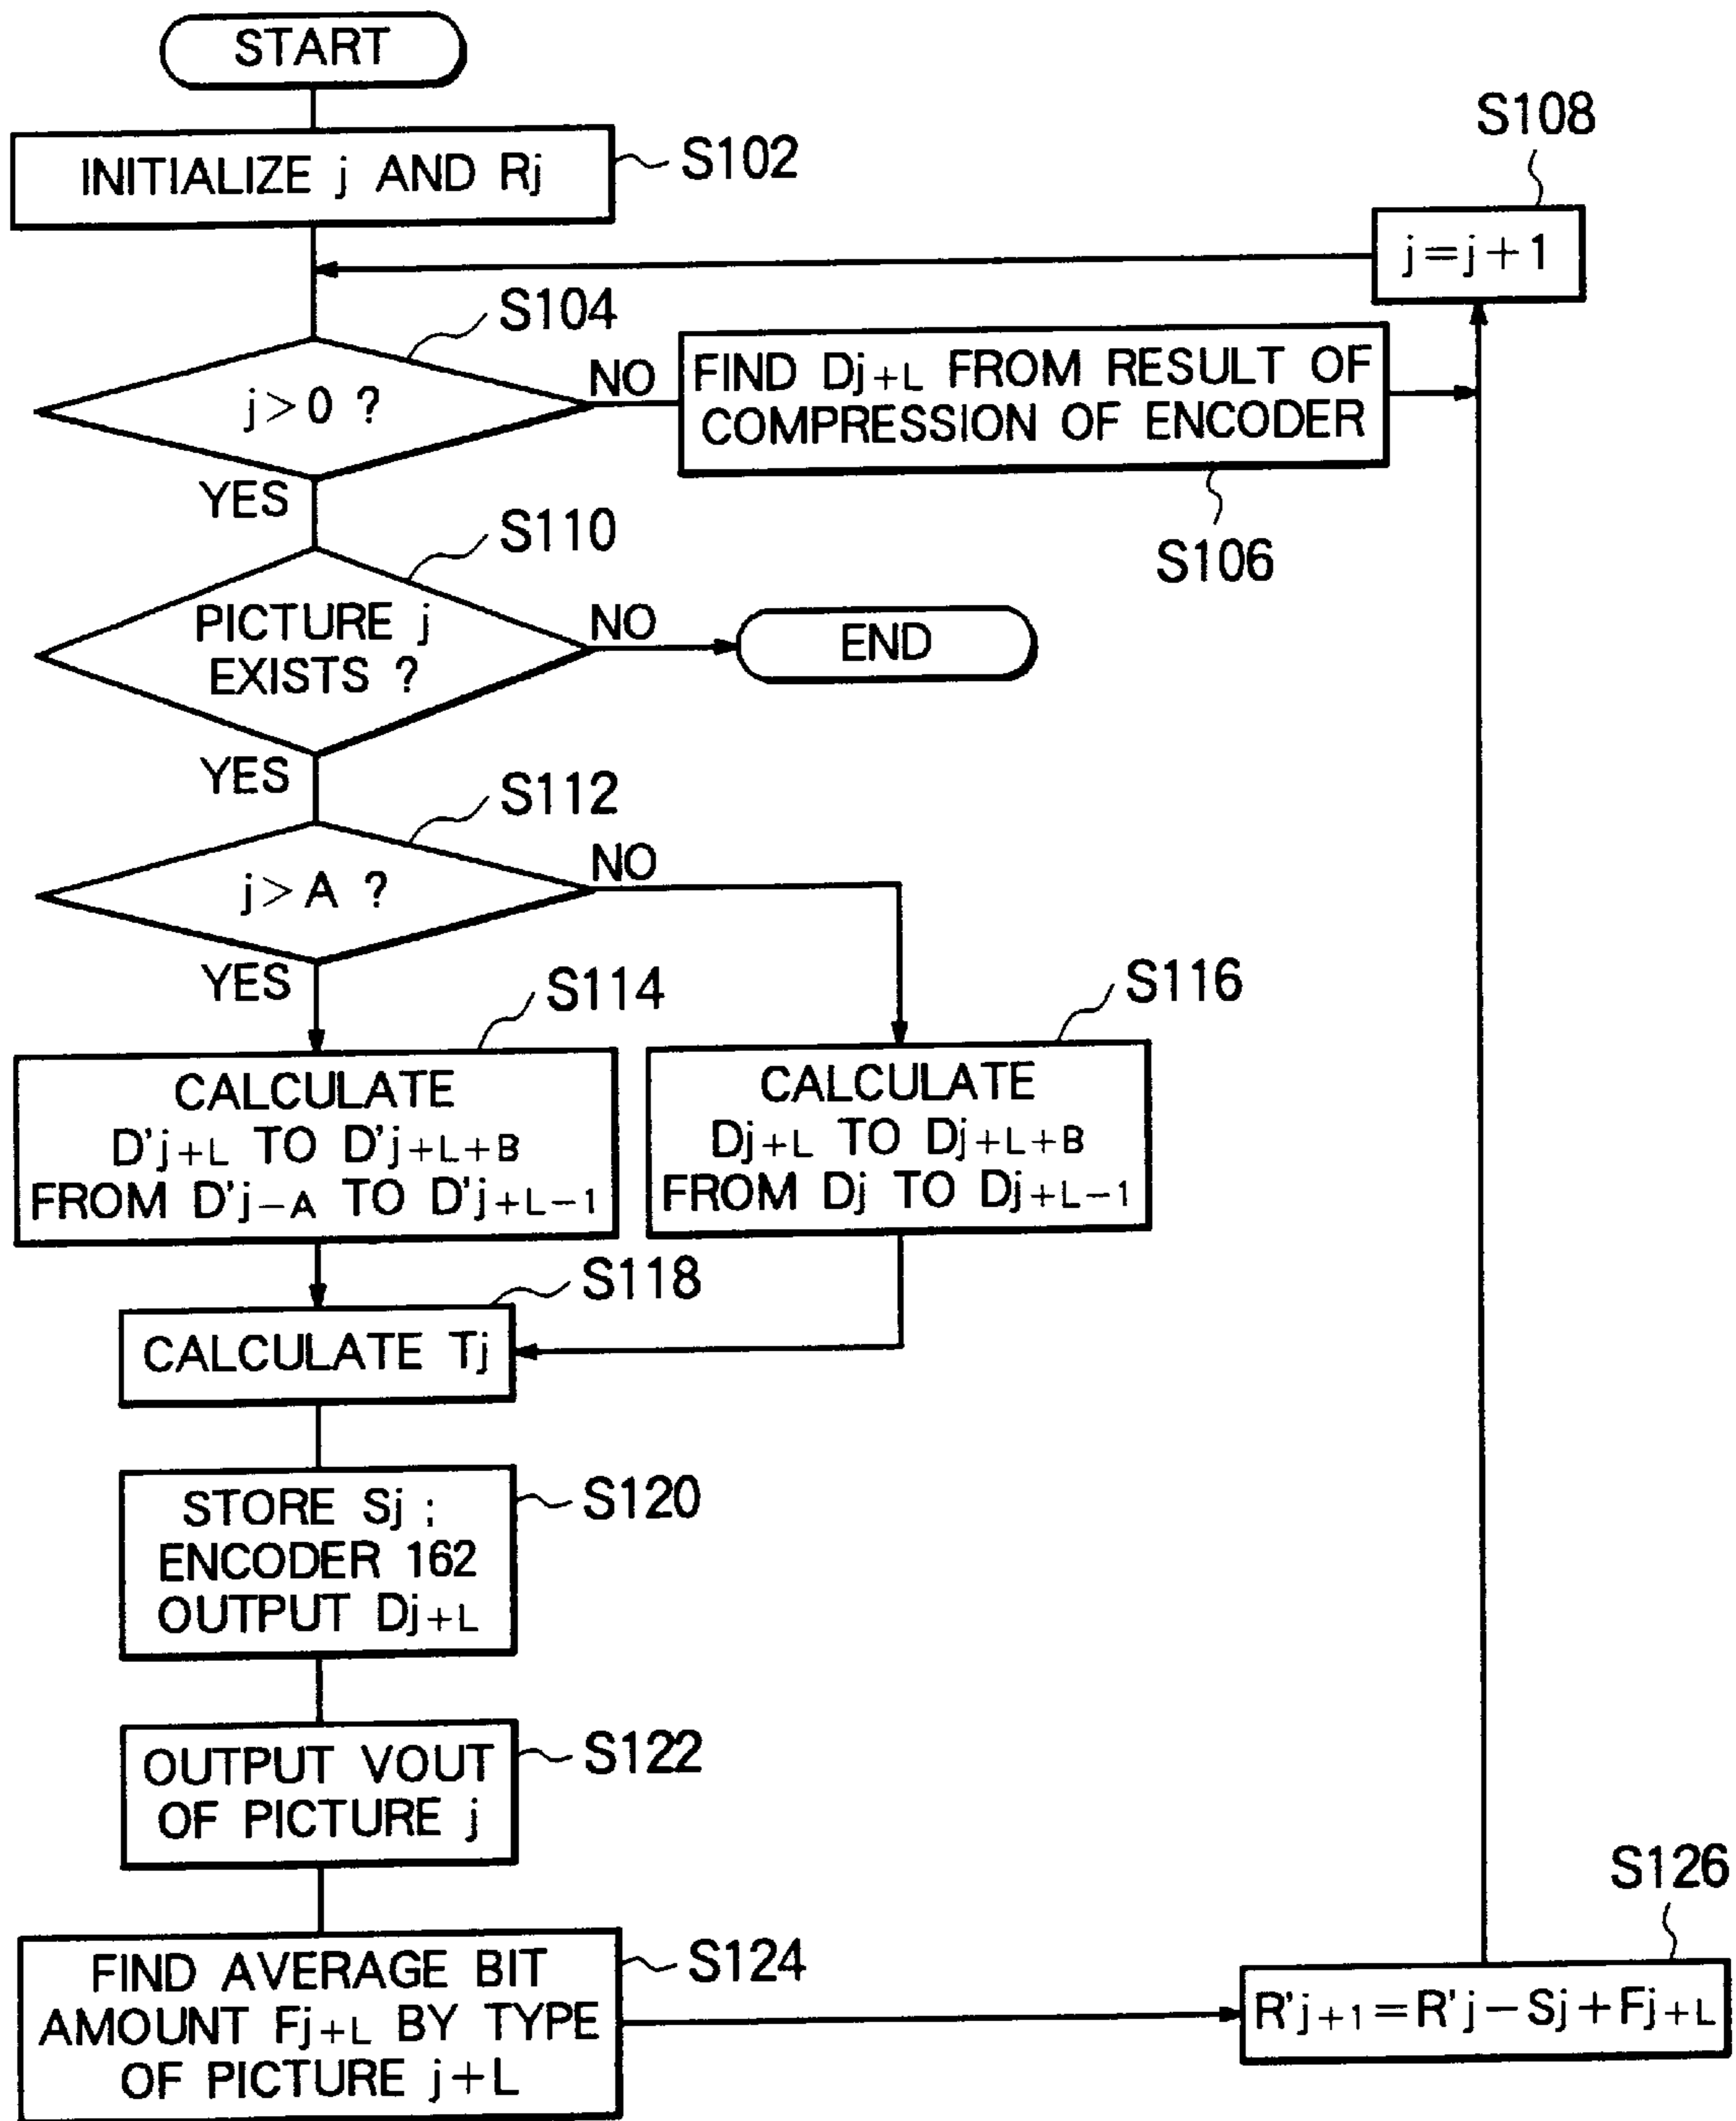 START
INITIALIZE j AND Rj
S102
S108
j=j+1
S104
j>0 ?
NO
FIND Dj+L FROM RESULT OF
COMPRESSION OF ENCODER
S106
YES
S110
PICTURE j
EXISTS ?
NO
END
YES
S112
j>A ?
NO
YES
S114
CALCULATE
D'j+L TO D'j+L+B
FROM D'j-A TO D'j+L-1
S116
CALCULATE
Dj+L TO Dj+L+B
FROM Dj TO Dj+L-1
S118
CALCULATE Tj
STORE Sj ;
ENCODER 162
OUTPUT Dj+L
S120
OUTPUT VOUT
OF PICTURE j
S122
FIND AVERAGE BIT
AMOUNT Fj+L BY TYPE
OF PICTURE j+L
S124
S126
R'j+1=R'j-Sj+Fj+L